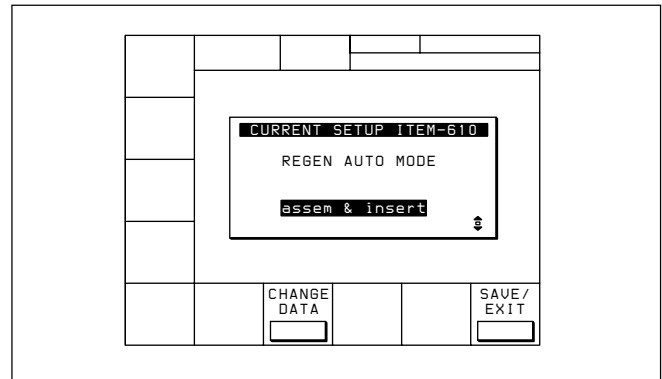 CURRENT SETUP ITEM-610
REGEN AUTO MODE
assem & insert
CHANGE
DATA
SAVE/
EXIT